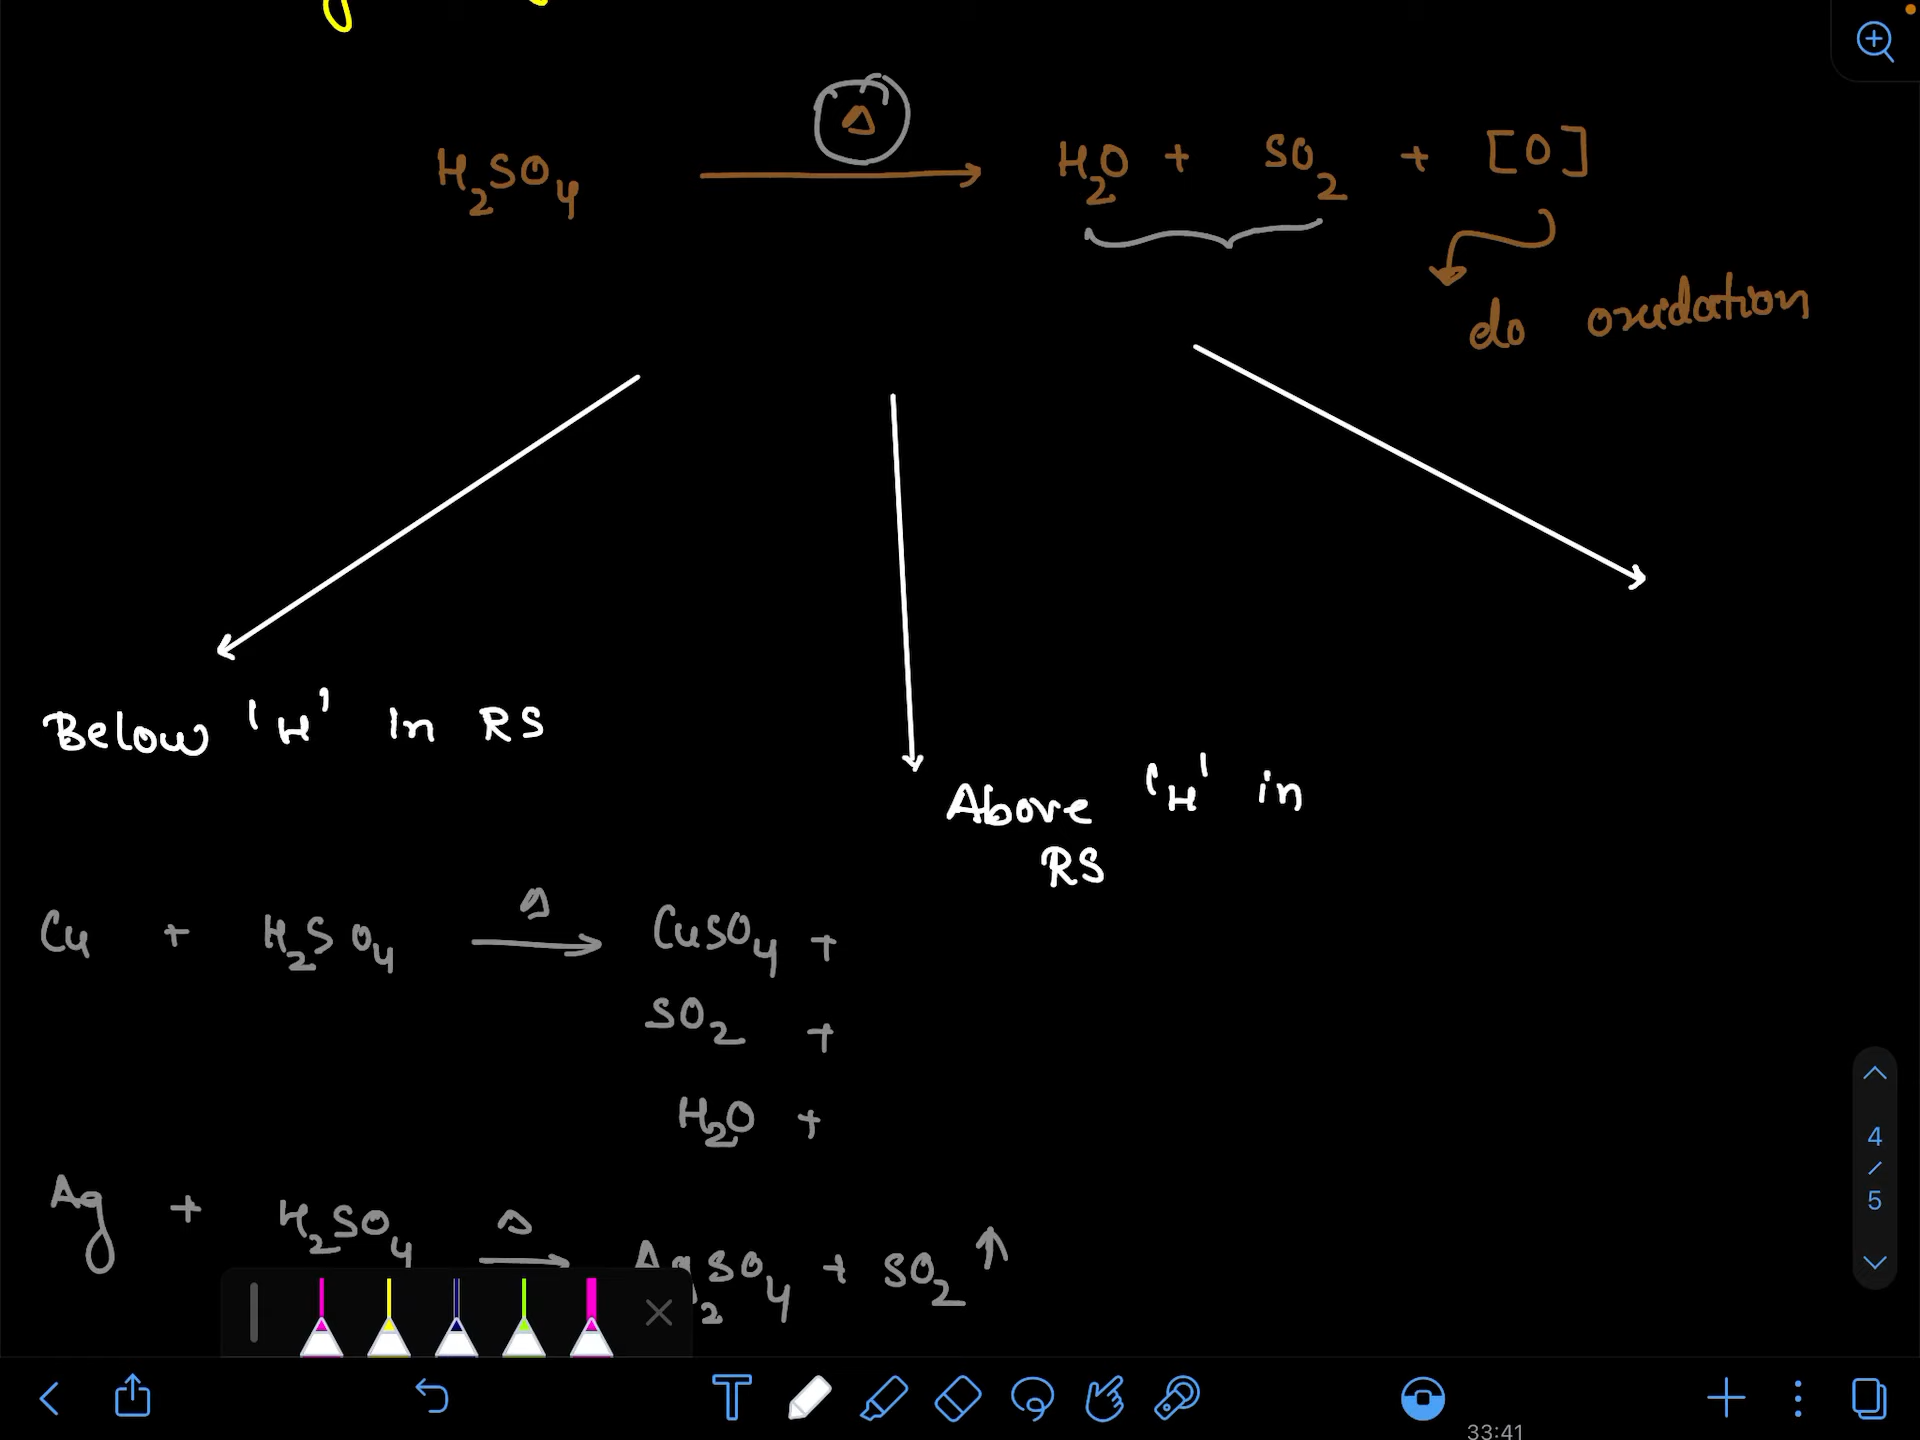 H2SO4 Δ→ H2O + SO2 + [O]
do oxidation
Below 'H' In RS
Above 'H' in
RS
Cu + H2SO4 Δ→ CuSO4 +
SO2 +
H2O +
Ag + H2SO4 Δ→ Ag2SO4 + SO2 ↑
4
/
5
T
33:41